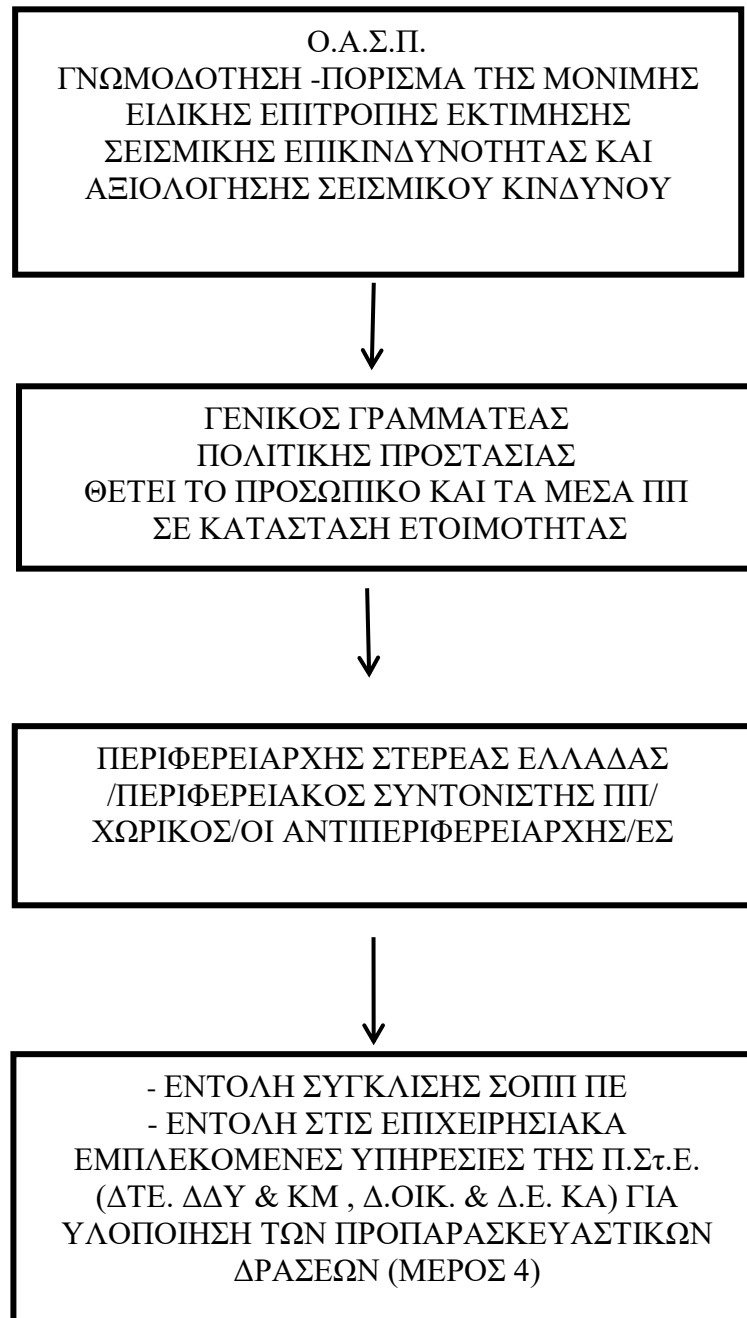 Ο.Α.Σ.Π.
ΓΝΩΜΟΔΟΤΗΣΗ -ΠΟΡΙΣΜΑ ΤΗΣ ΜΟΝΙΜΗΣ
ΕΙΔΙΚΗΣ ΕΠΙΤΡΟΠΗΣ ΕΚΤΙΜΗΣΗΣ
ΣΕΙΣΜΙΚΗΣ ΕΠΙΚΙΝΔΥΝΟΤΗΤΑΣ ΚΑΙ
ΑΞΙΟΛΟΓΗΣΗΣ ΣΕΙΣΜΙΚΟΥ ΚΙΝΔΥΝΟΥ
ΓΕΝΙΚΟΣ ΓΡΑΜΜΑΤΕΑΣ
ΠΟΛΙΤΙΚΗΣ ΠΡΟΣΤΑΣΙΑΣ
ΘΕΤΕΙ ΤΟ ΠΡΟΣΩΠΙΚΟ ΚΑΙ ΤΑ ΜΕΣΑ ΠΠ
ΣΕ ΚΑΤΑΣΤΑΣΗ ΕΤΟΙΜΟΤΗΤΑΣ
ΠΕΡΙΦΕΡΕΙΑΡΧΗΣ ΣΤΕΡΕΑΣ ΕΛΛΑΔΑΣ
/ΠΕΡΙΦΕΡΕΙΑΚΟΣ ΣΥΝΤΟΝΙΣΤΗΣ ΠΠ/
ΧΩΡΙΚΟΣ/ΟΙ ΑΝΤΙΠΕΡΙΦΕΡΕΙΑΡΧΗΣ/ΕΣ
- ΕΝΤΟΛΗ ΣΥΓΚΛΙΣΗΣ ΣΟΠΠ ΠΕ
- ΕΝΤΟΛΗ ΣΤΙΣ ΕΠΙΧΕΙΡΗΣΙΑΚΑ
ΕΜΠΛΕΚΟΜΕΝΕΣ ΥΠΗΡΕΣΙΕΣ ΤΗΣ Π.Στ.Ε.
(ΔΤΕ. ΔΔΥ & ΚΜ , Δ.ΟΙΚ. & Δ.Ε. ΚΑ) ΓΙΑ
ΥΛΟΠΟΙΗΣΗ ΤΩΝ ΠΡΟΠΑΡΑΣΚΕΥΑΣΤΙΚΩΝ
ΔΡΑΣΕΩΝ (ΜΕΡΟΣ 4)